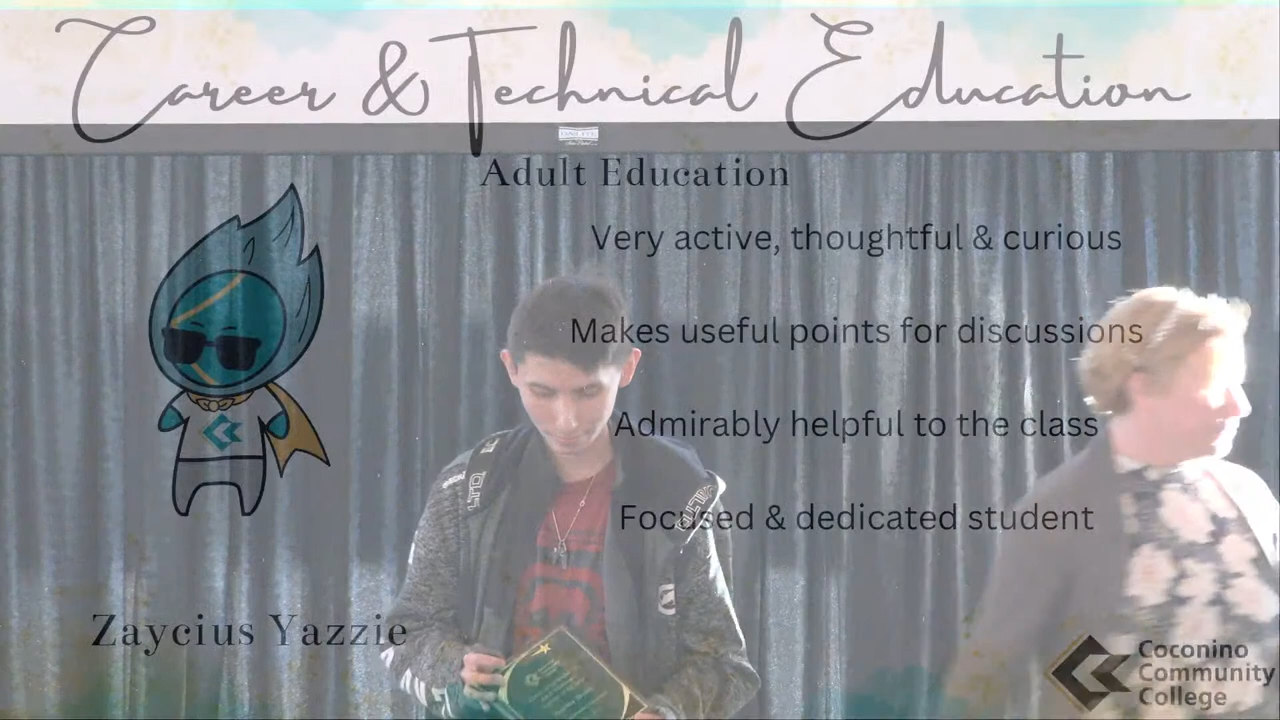 Career & Technical Education
Adult Education
Very active, thoughtful & curious
Makes useful points for discussions
Admirably helpful to the class
Focused & dedicated student
Zaycius Yazzie
Coconino
Community
College